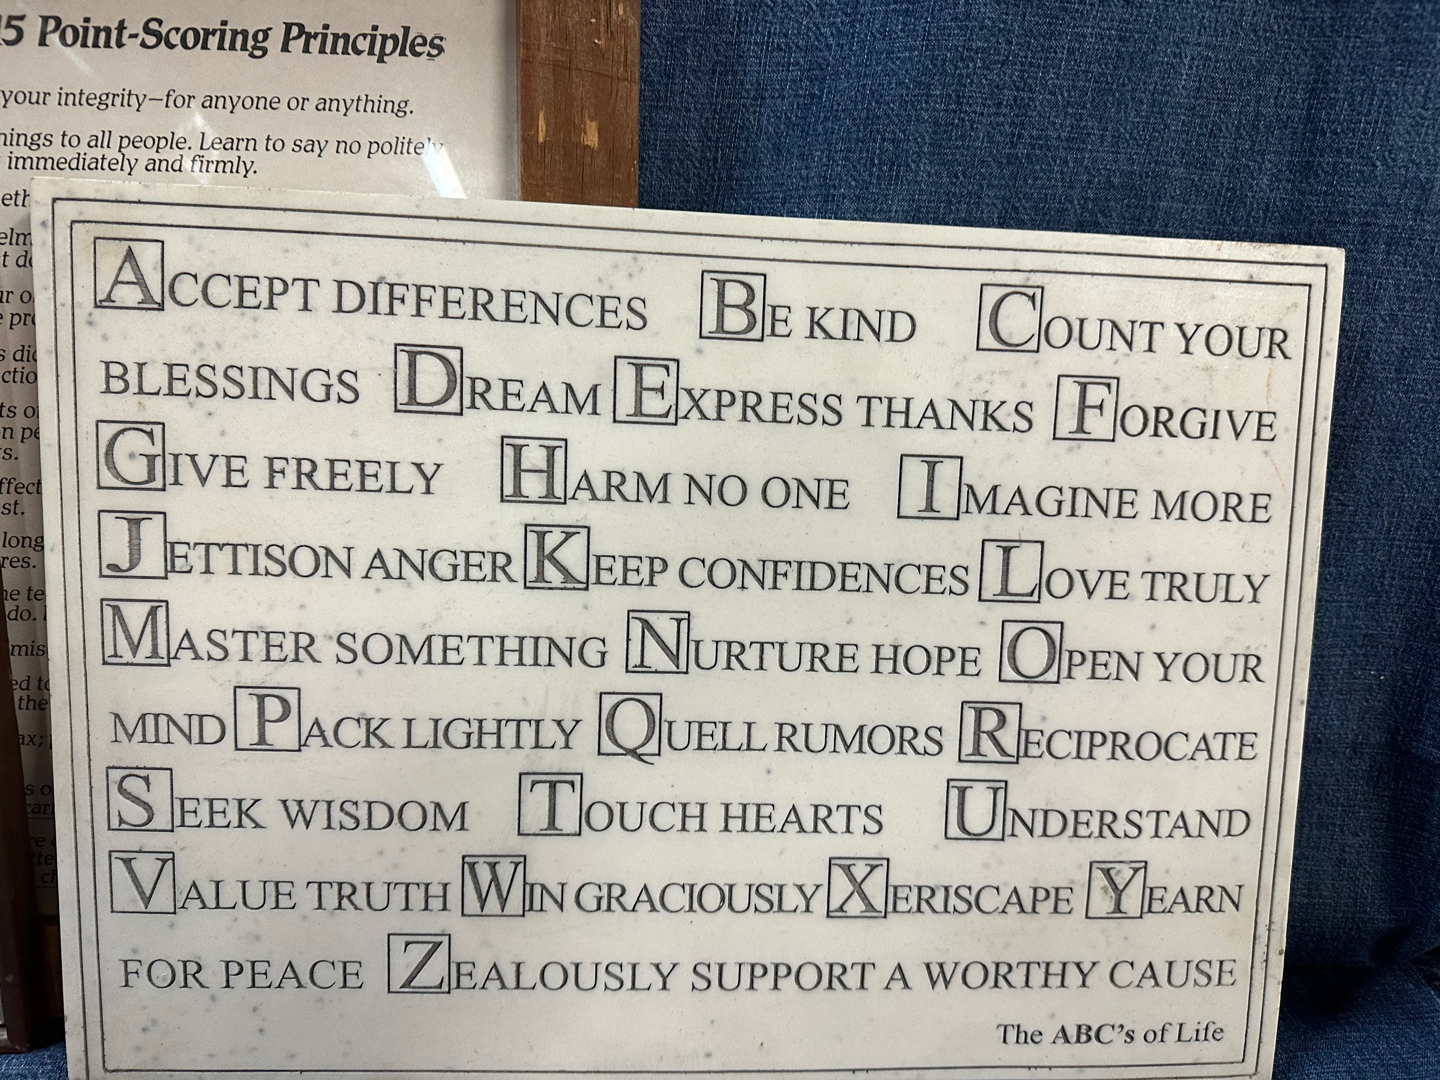 15 Point-Scoring Principles
your integrity—for anyone or anything.
to all people. Learn to say no politely
immediately and firmly.
ACCEPT DIFFERENCES BE KIND COUNT YOUR
BLESSINGS DREAM EXPRESS THANKS FORGIVE
GIVE FREELY HARM NO ONE IMAGINE MORE
JETTISON ANGER KEEP CONFIDENCES LOVE TRULY
MASTER SOMETHING NURTURE HOPE OPEN YOUR
MIND PACK LIGHTLY QUELL RUMORS RECIPROCATE
SEEK WISDOM TOUCH HEARTS UNDERSTAND
VALUE TRUTH WIN GRACIOUSLY XERISCAPE YEARN
FOR PEACE ZEALOUSLY SUPPORT A WORTHY CAUSE
The ABC's of Life